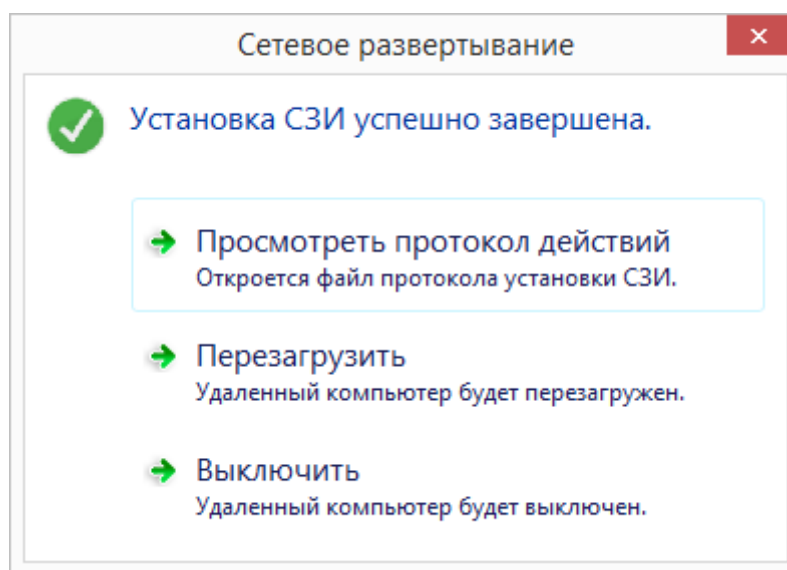 Сетевое развертывание
Установка СЗИ успешно завершена.
Просмотреть протокол действий
Откроется файл протокола установки СЗИ.
Перезагрузить
Удаленный компьютер будет перезагружен.
Выключить
Удаленный компьютер будет выключен.